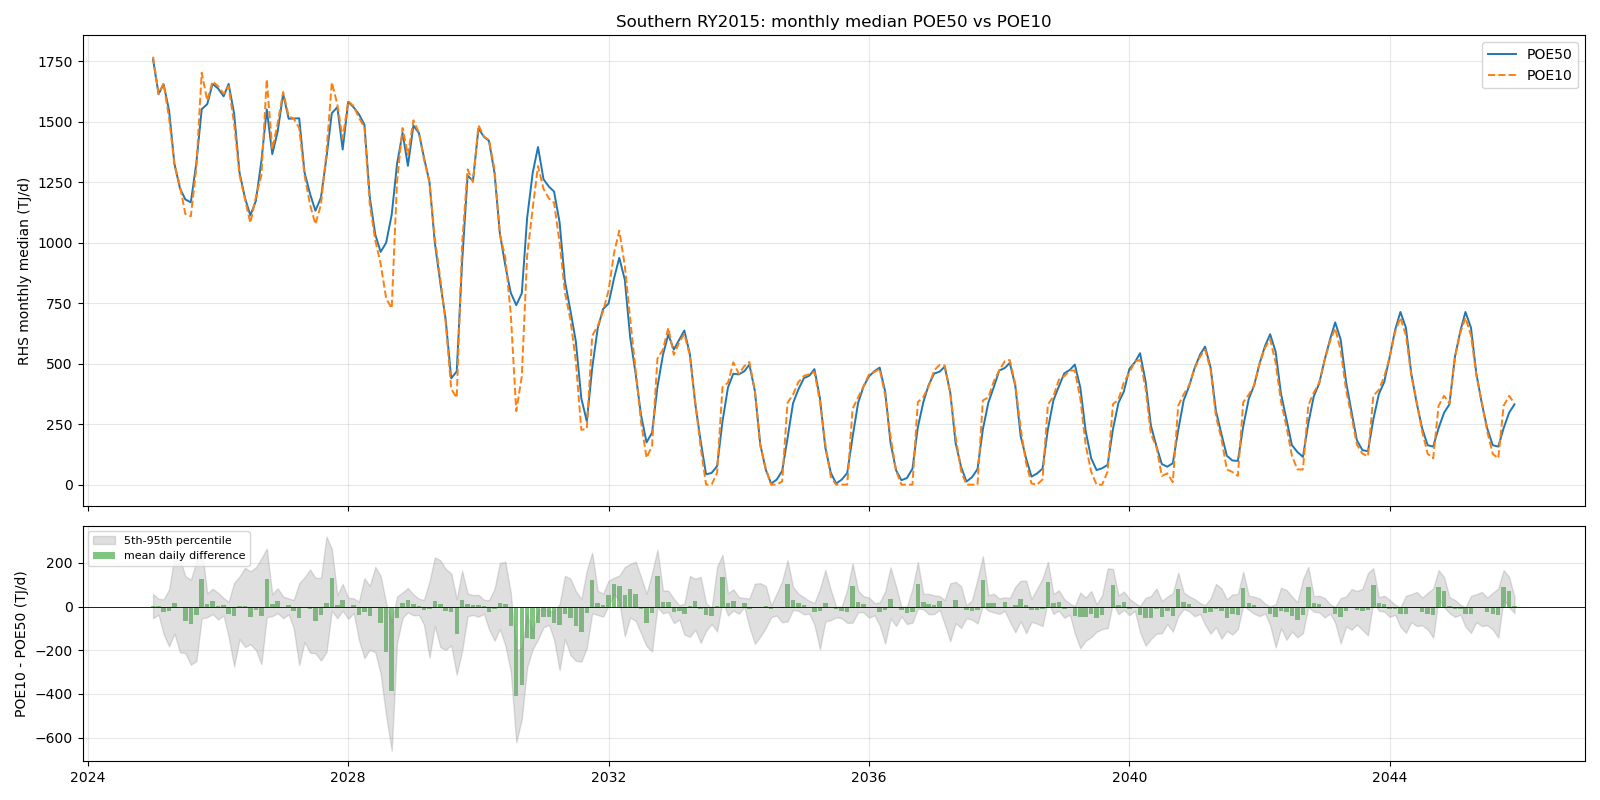 Southern RY2015: monthly median POE50 vs POE10
RHS monthly median (TJ/d)
1750
1500
1250
1000
750
500
250
0
POE50
POE10
POE10 - POE50 (TJ/d)
200
0
−200
−400
−600
5th-95th percentile
mean daily difference
2024
2028
2032
2036
2040
2044